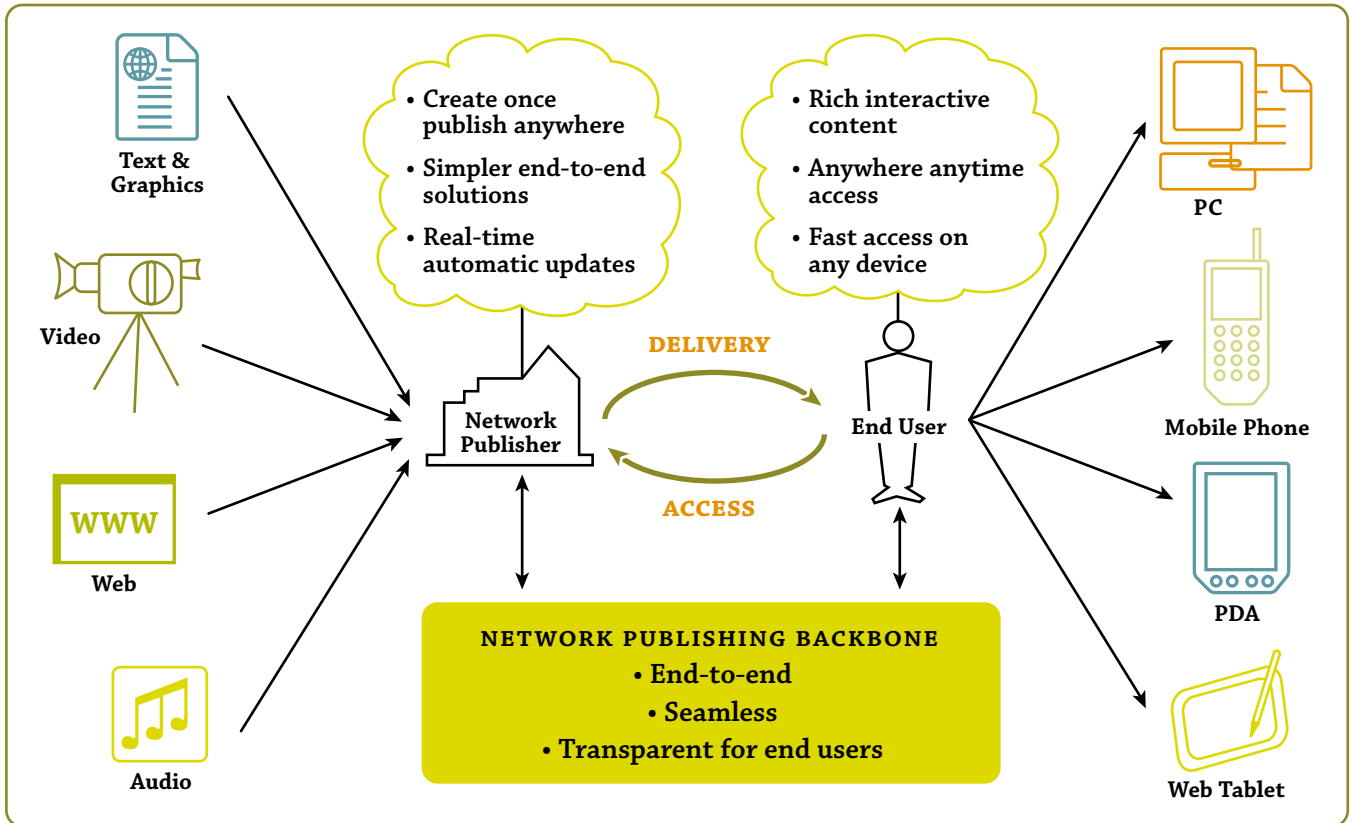 Text &
Graphics
Video
WWW
Web
Audio
• Create once
publish anywhere
• Simpler end-to-end
solutions
• Real-time
automatic updates
Network
Publisher
DELIVERY
ACCESS
• Rich interactive
content
• Anywhere anytime
access
• Fast access on
any device
End User
NETWORK PUBLISHING BACKBONE
• End-to-end
• Seamless
• Transparent for end users
PC
Mobile Phone
PDA
Web Tablet